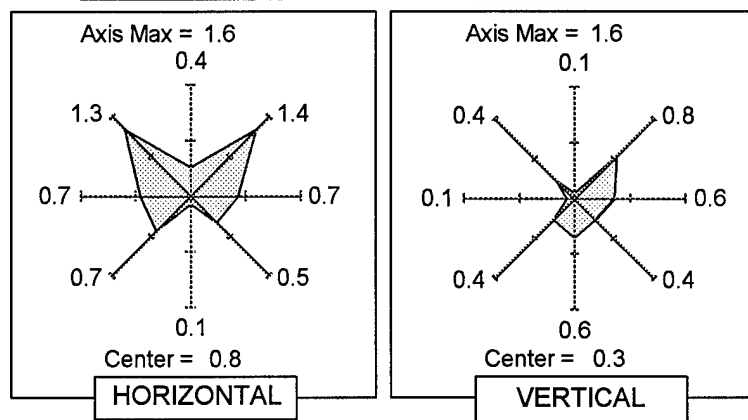 Axis Max = 1.6
0.4
1.3
1.4
0.7
0.7
0.7
0.5
0.1
Center = 0.8
HORIZONTAL
Axis Max = 1.6
0.1
0.4
0.8
0.1
0.6
0.4
0.4
0.6
Center = 0.3
VERTICAL